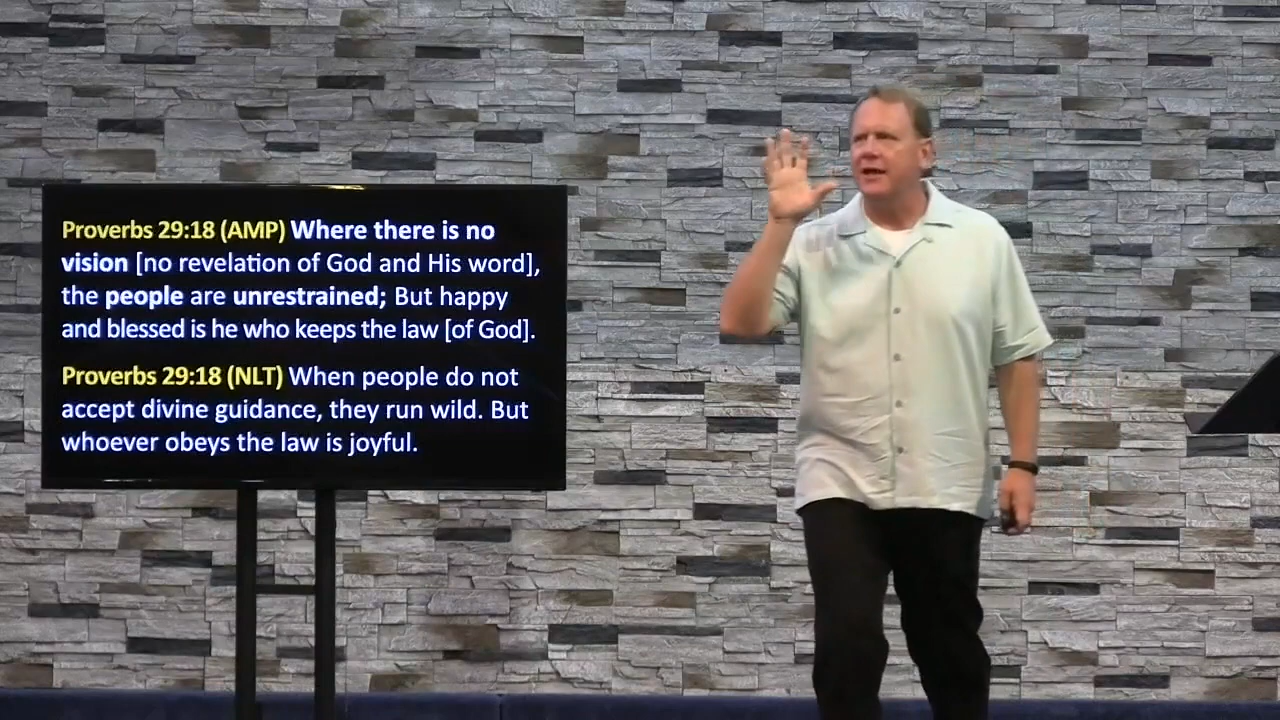 Proverbs 29:18 (AMP) Where there is no
vision [no revelation of God and His word],
the people are unrestrained; But happy
and blessed is he who keeps the law [of God].
Proverbs 29:18 (NLT) When people do not
accept divine guidance, they run wild. But
whoever obeys the law is joyful.